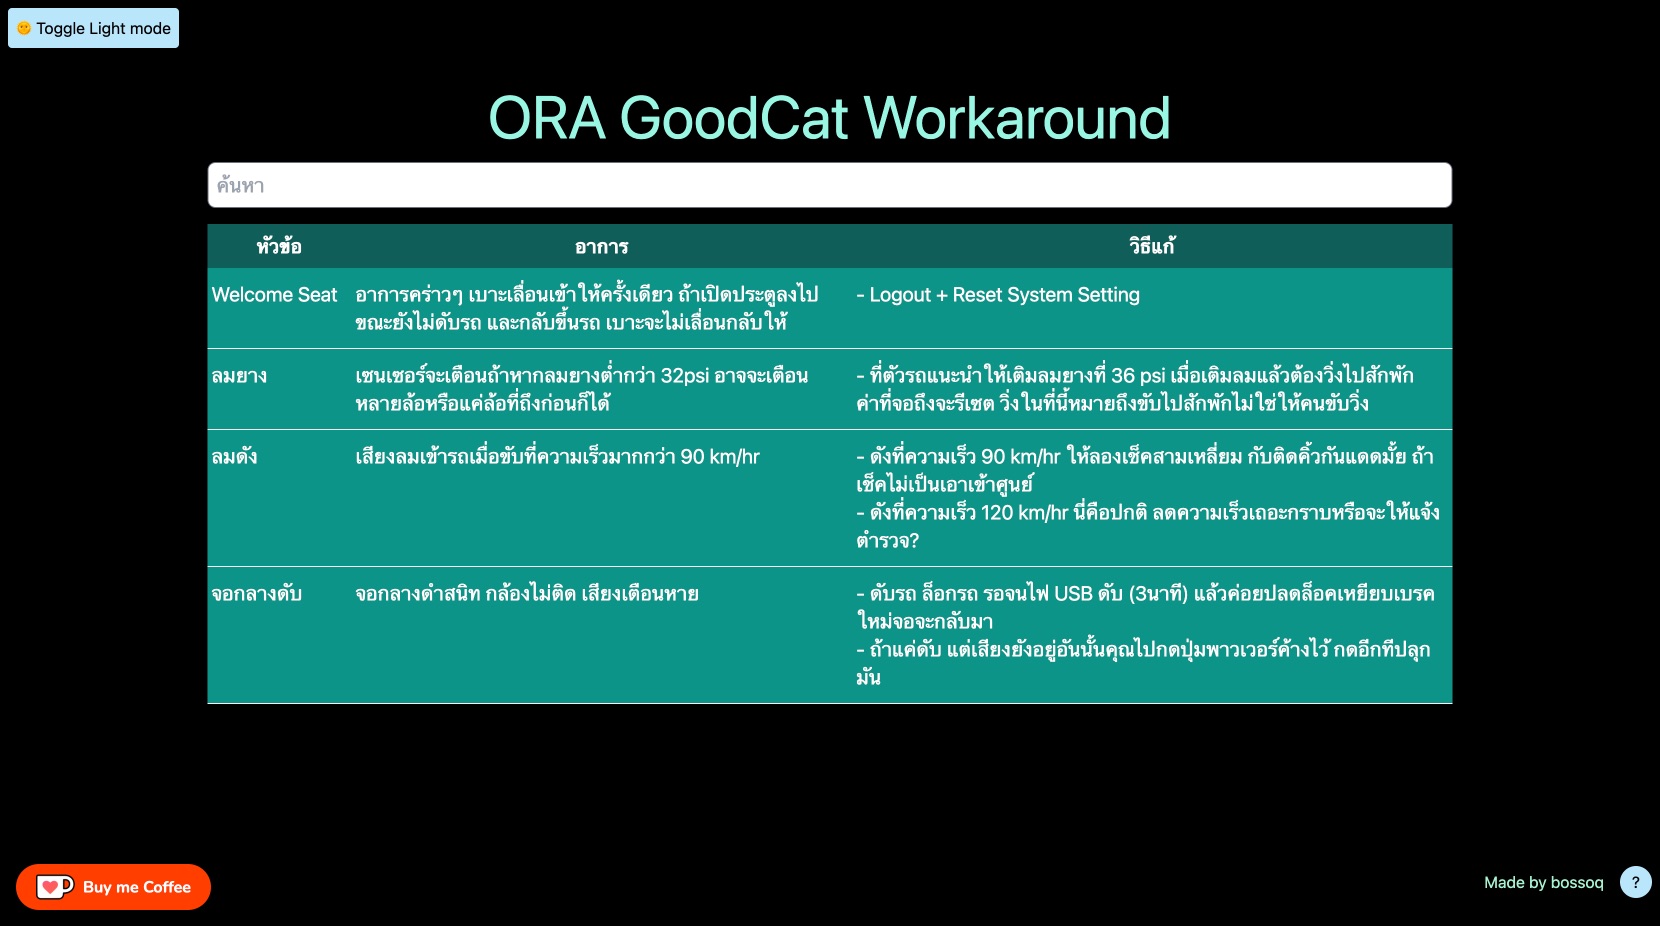 🌞 Toggle Light mode
ORA GoodCat Workaround
ค้นหา
หัวข้อ อาการ วิธีแก้
Welcome Seat อาการคร่าวๆ เบาะเลื่อนเข้าให้ครั้งเดียว ถ้าเปิดประตูลงไป - Logout + Reset System Setting
ขณะยังไม่ดับรถ และกลับขึ้นรถ เบาะจะไม่เลื่อนกลับให้
ลมยาง เซนเซอร์จะเตือนถ้าหากลมยางต่ำกว่า 32psi อาจจะเตือน - ที่ตัวรถแนะนำให้เติมลมยางที่ 36 psi เมื่อเติมลมแล้วต้องวิ่งไปสักพัก
หลายล้อหรือแค่ล้อที่ถึงก่อนก็ได้ ค่าที่จอถึงจะรีเซต วิ่งในที่นี้หมายถึงขับไปสักพักไม่ใช่ให้คนขับวิ่ง
ลมดัง เสียงลมเข้ารถเมื่อขับที่ความเร็วมากกว่า 90 km/hr - ดังที่ความเร็ว 90 km/hr ให้ลองเช็คสามเหลี่ยม กับติดคิ้วกันแดดมั้ย ถ้า
เช็คไม่เป็นเอาเข้าศูนย์
- ดังที่ความเร็ว 120 km/hr นี่คือปกติ ลดความเร็วเถอะกราบหรือจะให้แจ้ง
ตำรวจ?
จอกลางดับ จอกลางดำสนิท กล้องไม่ติด เสียงเตือนหาย - ดับรถ ล็อกรถ รอจนไฟ USB ดับ (3นาที) แล้วค่อยปลดล็อคเหยียบเบรค
ใหม่จอจะกลับมา
- ถ้าแค่ดับ แต่เสียงยังอยู่อันนั้นคุณไปกดปุ่มพาวเวอร์ค้างไว้ กดอีกทีปลุก
มัน
Buy me Coffee
Made by bossoq ?